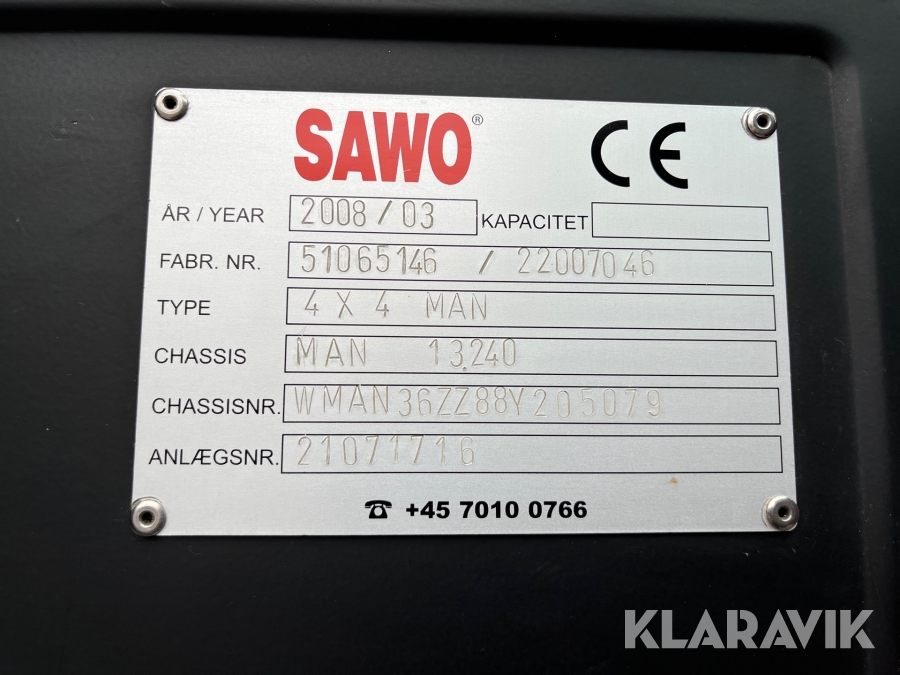 SAWO® CE
ÅR / YEAR 2008 / 03 KAPACITET
FABR. NR. 51065146 / 22007046
TYPE 4 X 4 MAN
CHASSIS MAN 13.240
CHASSISNR. WMAN36ZZ88Y205079
ANLÆGSNR. 21071716
☎ +45 7010 0766
KLARAVIK